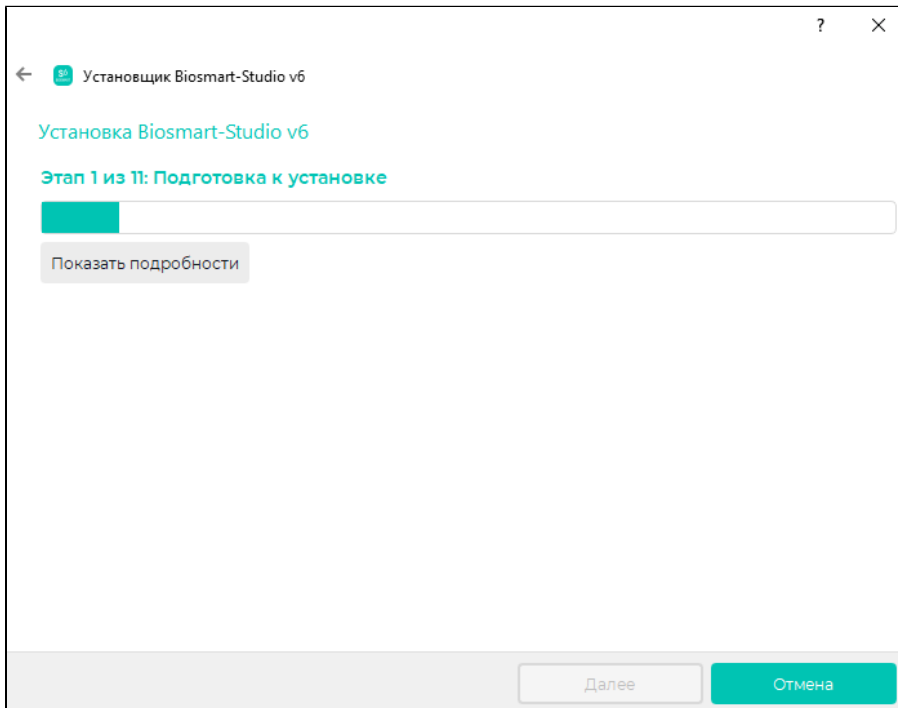 ?
← Установщик Biosmart-Studio v6
Установка Biosmart-Studio v6
Этап 1 из 11: Подготовка к установке
Показать подробности
Далее Отмена